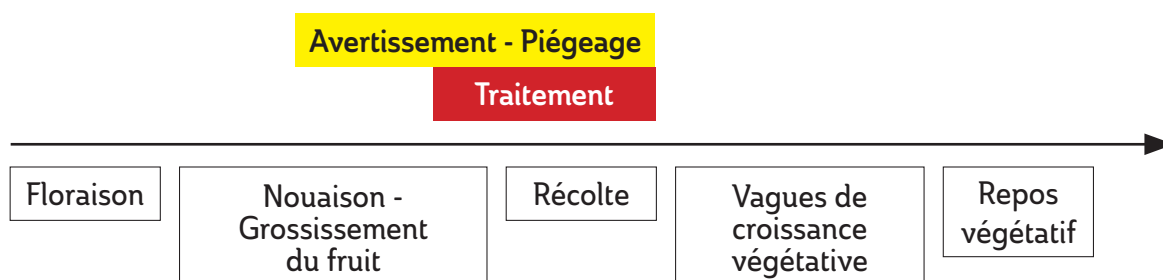 Avertissement - Piégeage
Traitement
Floraison
Nouaison -
Grossissement
du fruit
Récolte
Vagues de
croissance
végétative
Repos
végétatif